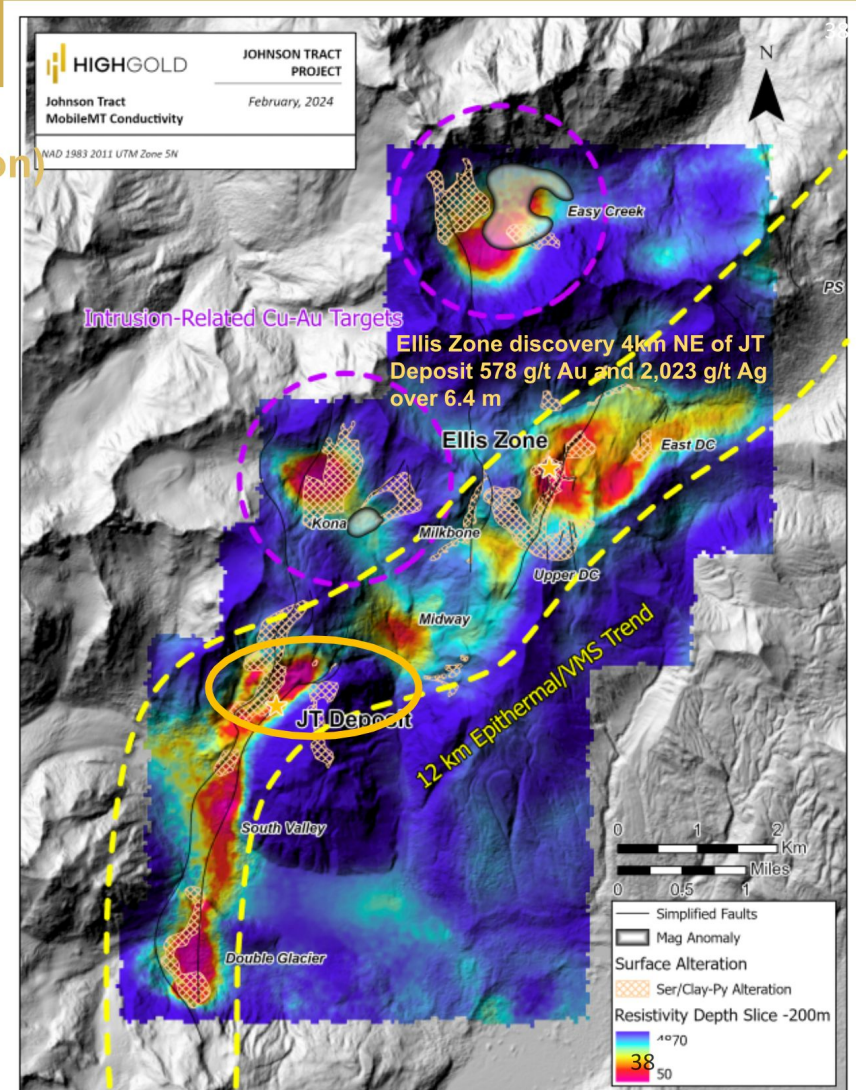 38
on)
HIGHGOLD
JOHNSON TRACT
PROJECT
Johnson Tract
MobileMT Conductivity
February, 2024
NAD 1983 2011 UTM Zone 5N
N
Easy Creek
PS
Intrusion-Related Cu-Au Targets
Ellis Zone discovery 4km NE of JT
Deposit 578 g/t Au and 2,023 g/t Ag
over 6.4 m
Ellis Zone
East DC
Kona
Milkbone
Upper DC
Midway
12 km Epithermal/VMS Trend
JT Deposit
South Valley
Double Glacier
0 1 2
Km
Miles
0 0.5 1
Simplified Faults
Mag Anomaly
Surface Alteration
Ser/Clay-Py Alteration
Resistivity Depth Slice -200m
38
50